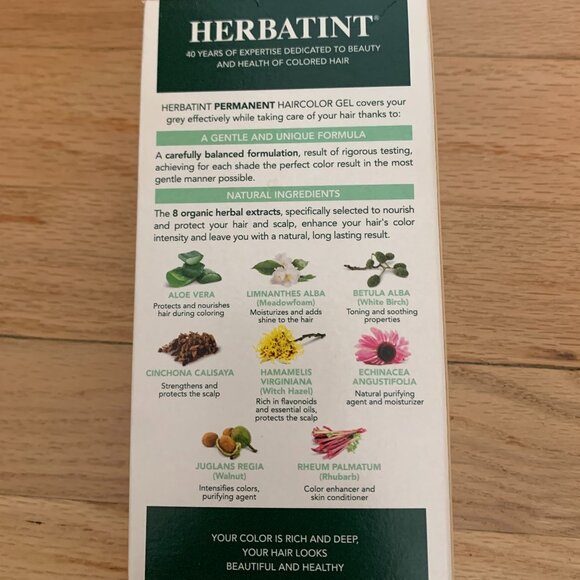 HERBATINT®
40 YEARS OF EXPERTISE DEDICATED TO BEAUTY
AND HEALTH OF COLORED HAIR
HERBATINT PERMANENT HAIRCOLOR GEL covers your
grey effectively while taking care of your hair thanks to:
A GENTLE AND UNIQUE FORMULA
A carefully balanced formulation, result of rigorous testing,
achieving for each shade the perfect color result in the most
gentle manner possible.
NATURAL INGREDIENTS
The 8 organic herbal extracts, specifically selected to nourish
and protect your hair and scalp, enhance your hair's color
intensity and leave you with a natural, long lasting result.
ALOE VERA
Protects and nourishes
hair during coloring
LIMNANTHES ALBA
(Meadowfoam)
Moisturizes and adds
shine to the hair
BETULA ALBA
(White Birch)
Toning and soothing
properties
CINCHONA CALISAYA
Strengthens and
protects the scalp
HAMAMELIS
VIRGINIANA
(Witch Hazel)
Rich in flavonoids
and essential oils,
protects the scalp
ECHINACEA
ANGUSTIFOLIA
Natural purifying
agent and moisturizer
JUGLANS REGIA
(Walnut)
Intensifies colors,
purifying agent
RHEUM PALMATUM
(Rhubarb)
Color enhancer and
skin conditioner
YOUR COLOR IS RICH AND DEEP,
YOUR HAIR LOOKS
BEAUTIFUL AND HEALTHY